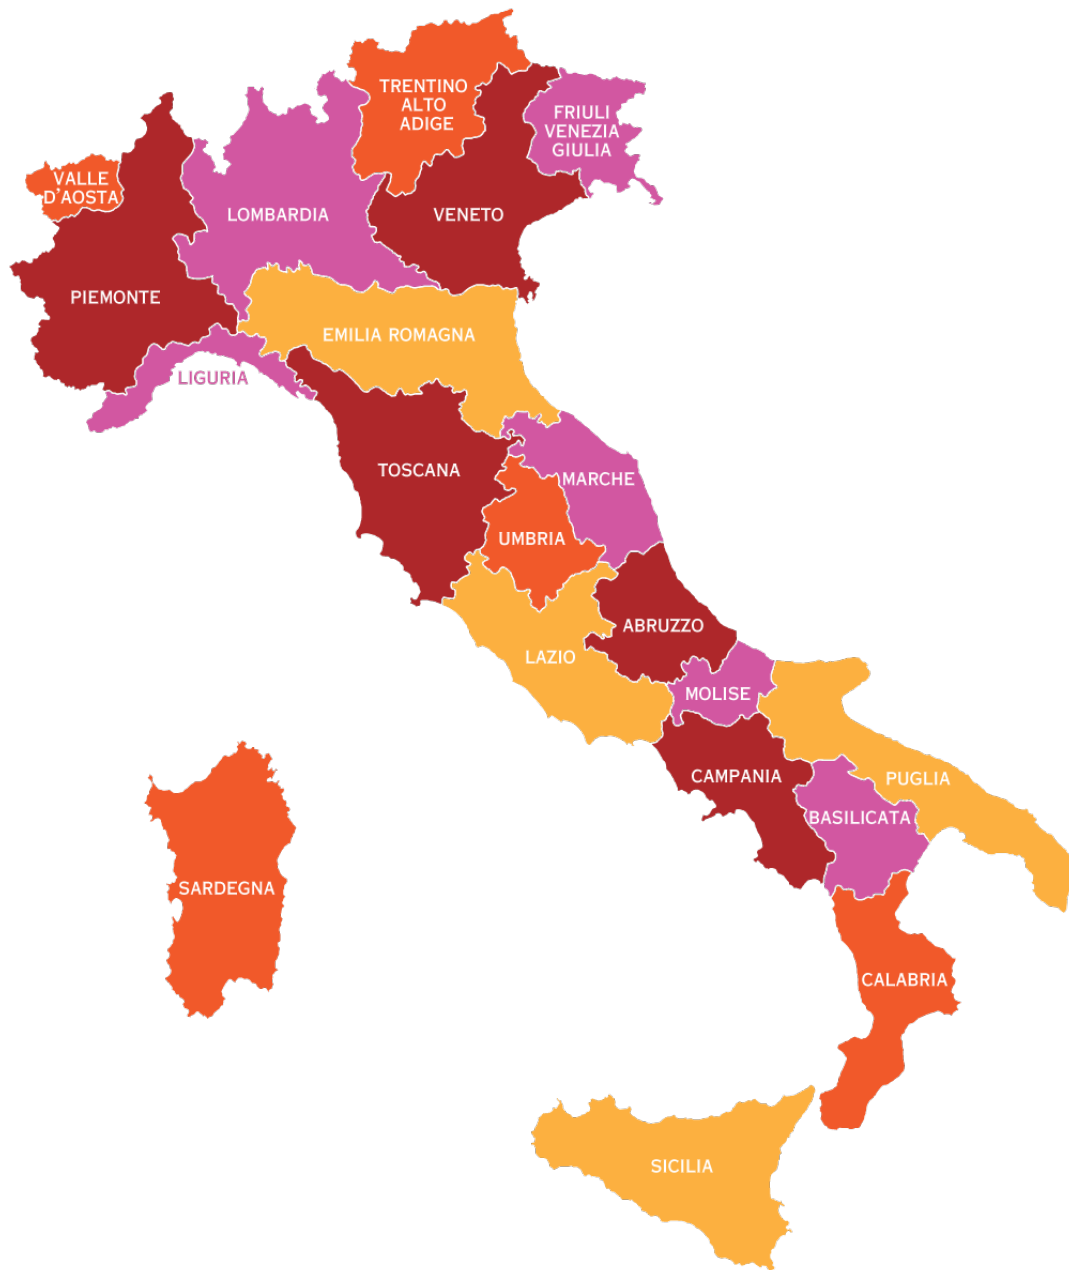 TRENTINO
ALTO
ADIGE
FRIULI
VENEZIA
GIULIA
VALLE
D'AOSTA
LOMBARDIA
VENETO
PIEMONTE
EMILIA ROMAGNA
LIGURIA
TOSCANA
MARCHE
UMBRIA
ABRUZZO
LAZIO
MOLISE
CAMPANIA
PUGLIA
BASILICATA
SARDEGNA
CALABRIA
SICILIA